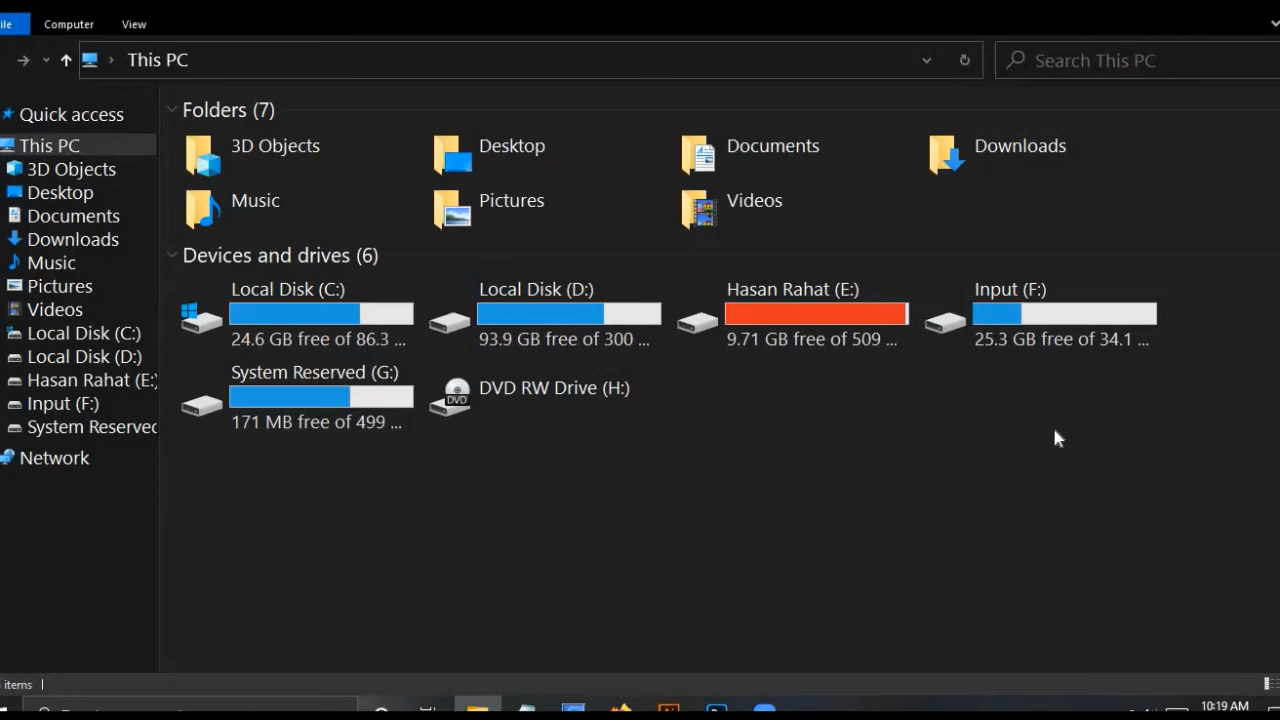 ile Computer View
This PC
Search This PC
Quick access
This PC
3D Objects
Desktop
Documents
Downloads
Music
Pictures
Videos
Local Disk (C:)
Local Disk (D:)
Hasan Rahat (E:)
Input (F:)
System Reserved
Network
Folders (7)
3D Objects
Desktop
Documents
Downloads
Music
Pictures
Videos
Devices and drives (6)
Local Disk (C:)
24.6 GB free of 86.3 ...
Local Disk (D:)
93.9 GB free of 300 ...
Hasan Rahat (E:)
9.71 GB free of 509 ...
Input (F:)
25.3 GB free of 34.1 ...
System Reserved (G:)
171 MB free of 499 ...
DVD RW Drive (H:)
DVD
items
10:19 AM